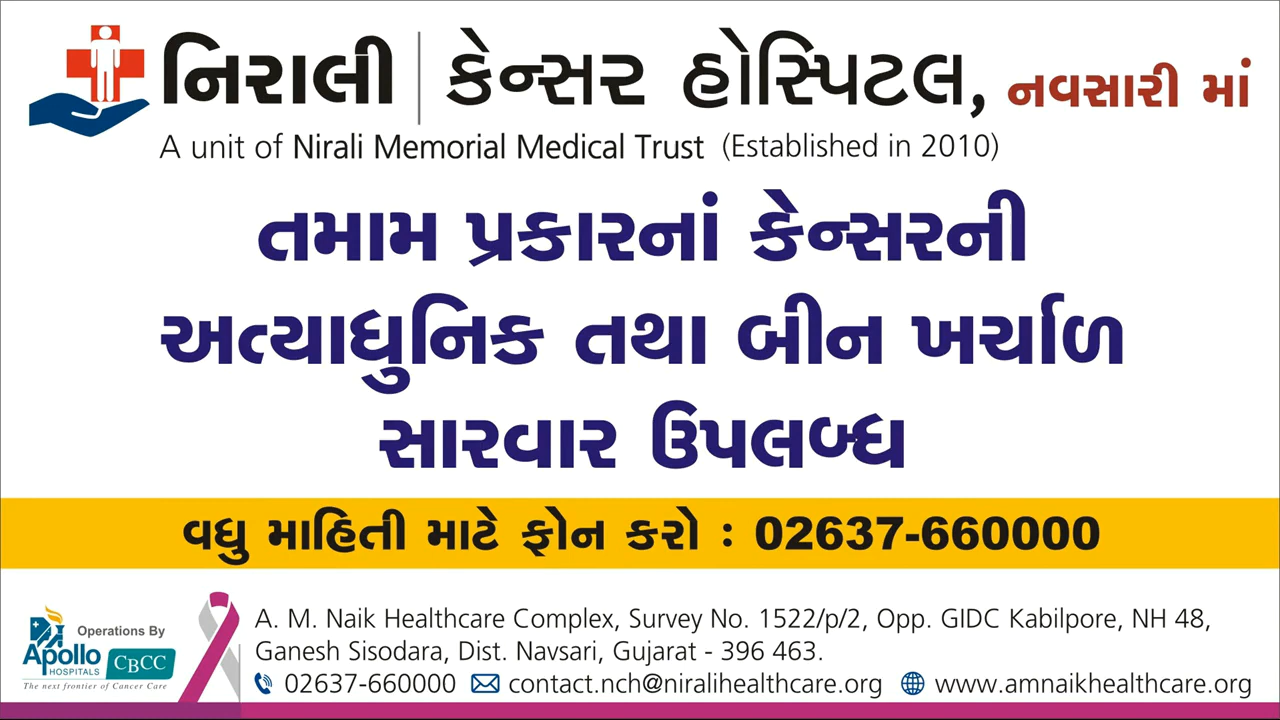 નિરાલી | કેન્સર હોસ્પિટલ, નવસારી માં
A unit of Nirali Memorial Medical Trust (Established in 2010)
તમામ પ્રકારનાં કેન્સરની
અત્યાધુનિક તથા બીન ખર્ચાળ
સારવાર ઉપલબ્ધ
વધુ માહિતી માટે ફોન કરો : 02637-660000
Operations By
Apollo
HOSPITALS
CBCC
The next frontier of Cancer Care
A. M. Naik Healthcare Complex, Survey No. 1522/p/2, Opp. GIDC Kabilpore, NH 48,
Ganesh Sisodara, Dist. Navsari, Gujarat - 396 463.
02637-660000 contact.nch@niralihealthcare.org www.amnaikhealthcare.org